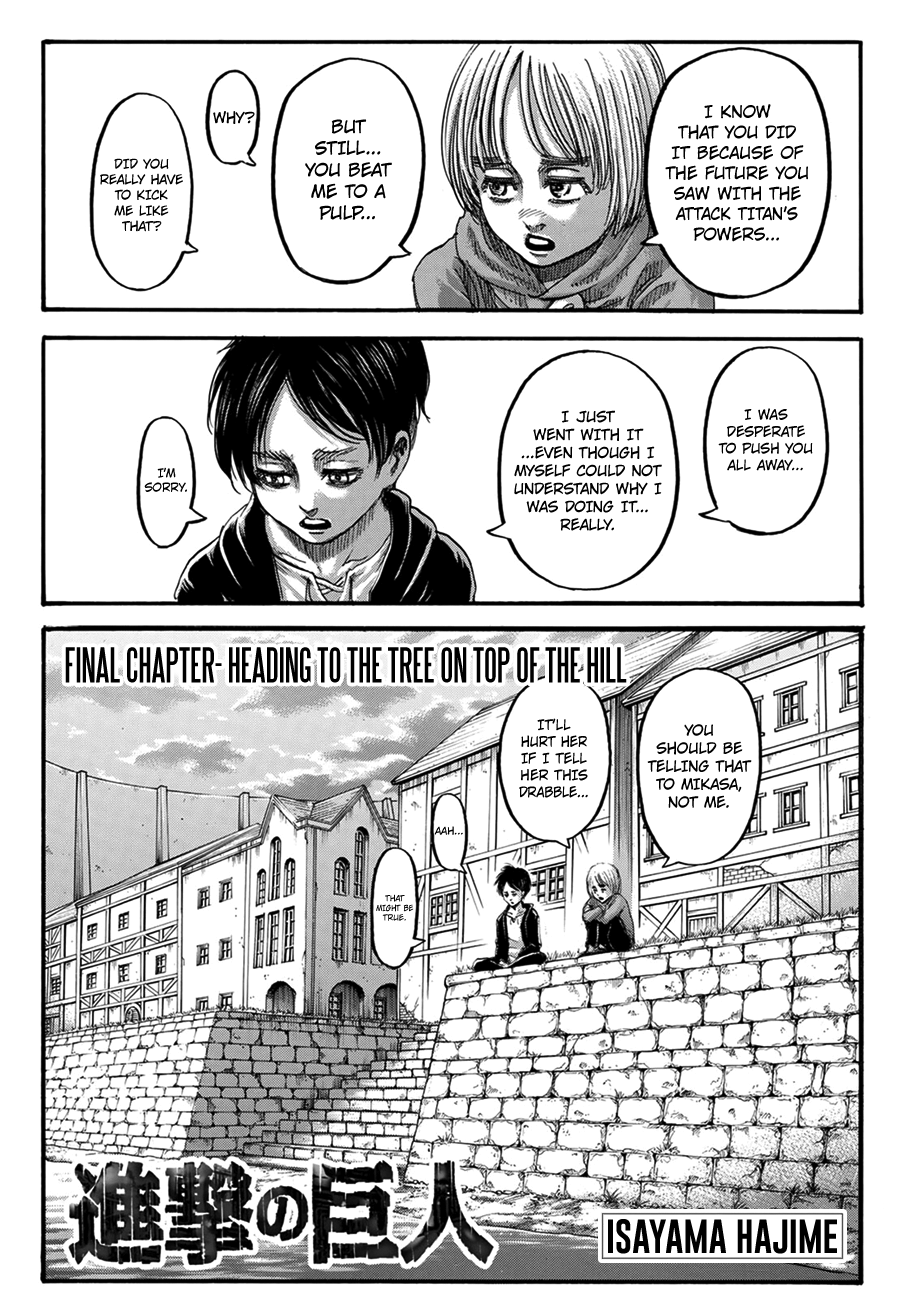 I KNOW
THAT YOU DID
IT BECAUSE OF
THE FUTURE YOU
SAW WITH THE
ATTACK TITAN'S
POWERS...
BUT
STILL...
YOU BEAT
ME TO A
PULP...
WHY?
DID YOU
REALLY HAVE
TO KICK
ME LIKE
THAT?
I WAS
DESPERATE
TO PUSH YOU
ALL AWAY...
I JUST
WENT WITH IT
...EVEN THOUGH I
MYSELF COULD NOT
UNDERSTAND WHY I
WAS DOING IT...
REALLY.
I'M
SORRY.
FINAL CHAPTER- HEADING TO THE TREE ON TOP OF THE HILL
YOU
SHOULD BE
TELLING THAT
TO MIKASA,
NOT ME.
IT'LL
HURT HER
IF I TELL
HER THIS
DRABBLE...
AAH...
THAT
MIGHT BE
TRUE.
進撃の巨人
ISAYAMA HAJIME